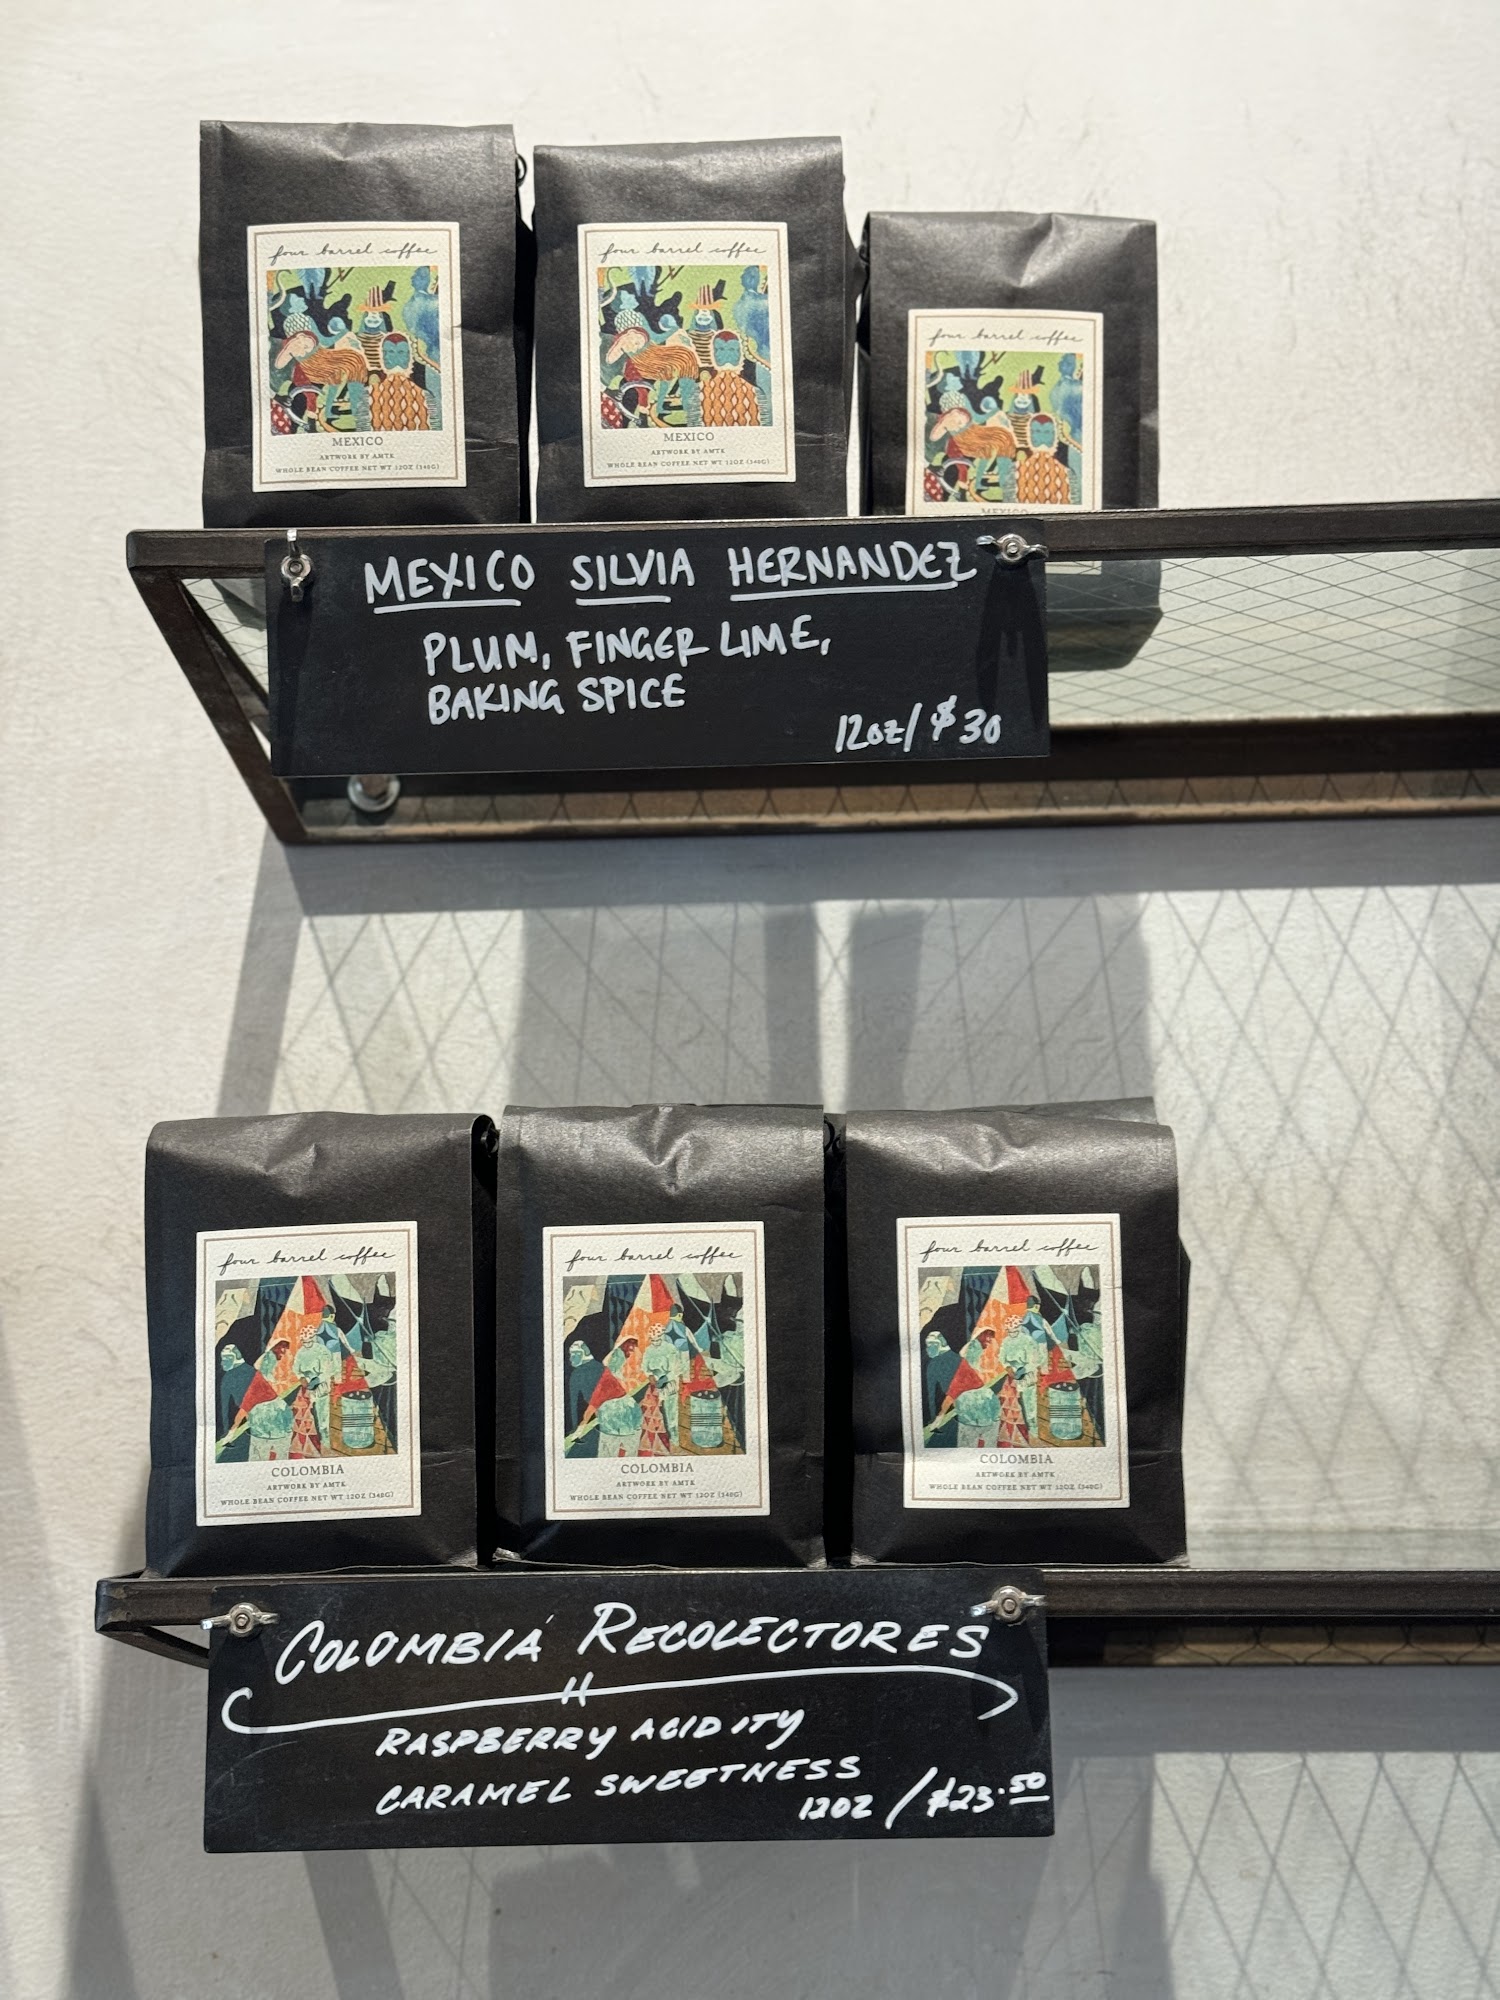 four barrel coffee
MEXICO
ARTWORK BY AMTK
WHOLE BEAN COFFEE NET WT 12OZ (340G)
four barrel coffee
MEXICO
ARTWORK BY AMTK
WHOLE BEAN COFFEE NET WT 12OZ (340G)
four barrel coffee
MEXICO
MEXICO SILVIA HERNANDEZ
PLUM, FINGER LIME,
BAKING SPICE
12oz/ $30
four barrel coffee
COLOMBIA
ARTWORK BY AMTK
WHOLE BEAN COFFEE NET WT 12OZ (340G)
four barrel coffee
COLOMBIA
ARTWORK BY AMTK
WHOLE BEAN COFFEE NET WT 12OZ (340G)
four barrel coffee
COLOMBIA
ARTWORK BY AMTK
WHOLE BEAN COFFEE NET WT 12OZ (340G)
COLOMBIA RECOLECTORES
RASPBERRY ACIDITY
CARAMEL SWEETNESS
12OZ / $23.50